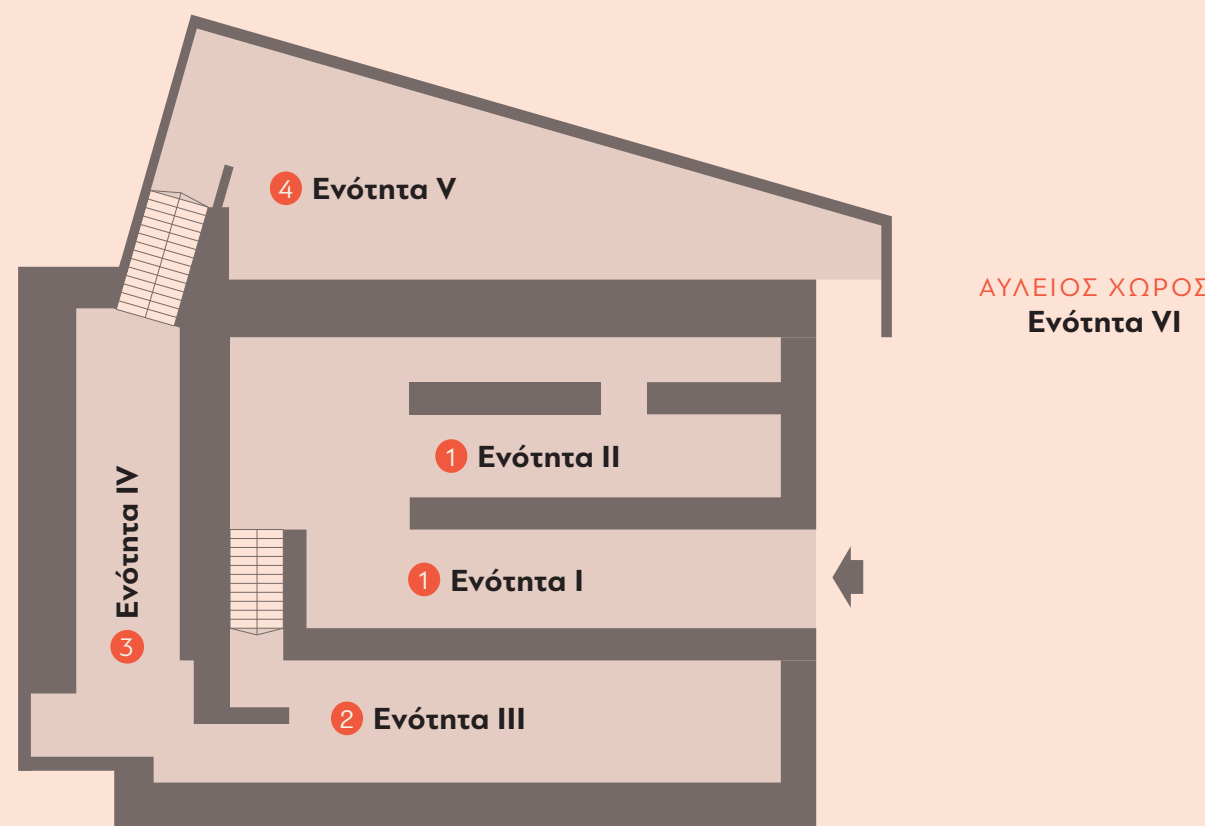 4 Ενότητα V
ΑΥΛΕΙΟΣ ΧΩΡΟΣ
Ενότητα VI
1 Ενότητα II
3 Ενότητα IV
1 Ενότητα I
2 Ενότητα III